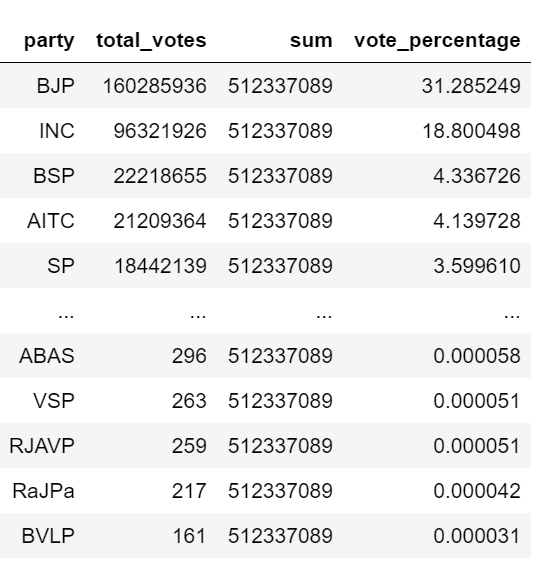 party total_votes sum vote_percentage
BJP 160285936 512337089 31.285249
INC 96321926 512337089 18.800498
BSP 22218655 512337089 4.336726
AITC 21209364 512337089 4.139728
SP 18442139 512337089 3.599610
... ... ... ...
ABAS 296 512337089 0.000058
VSP 263 512337089 0.000051
RJAVP 259 512337089 0.000051
RaJPa 217 512337089 0.000042
BVLP 161 512337089 0.000031